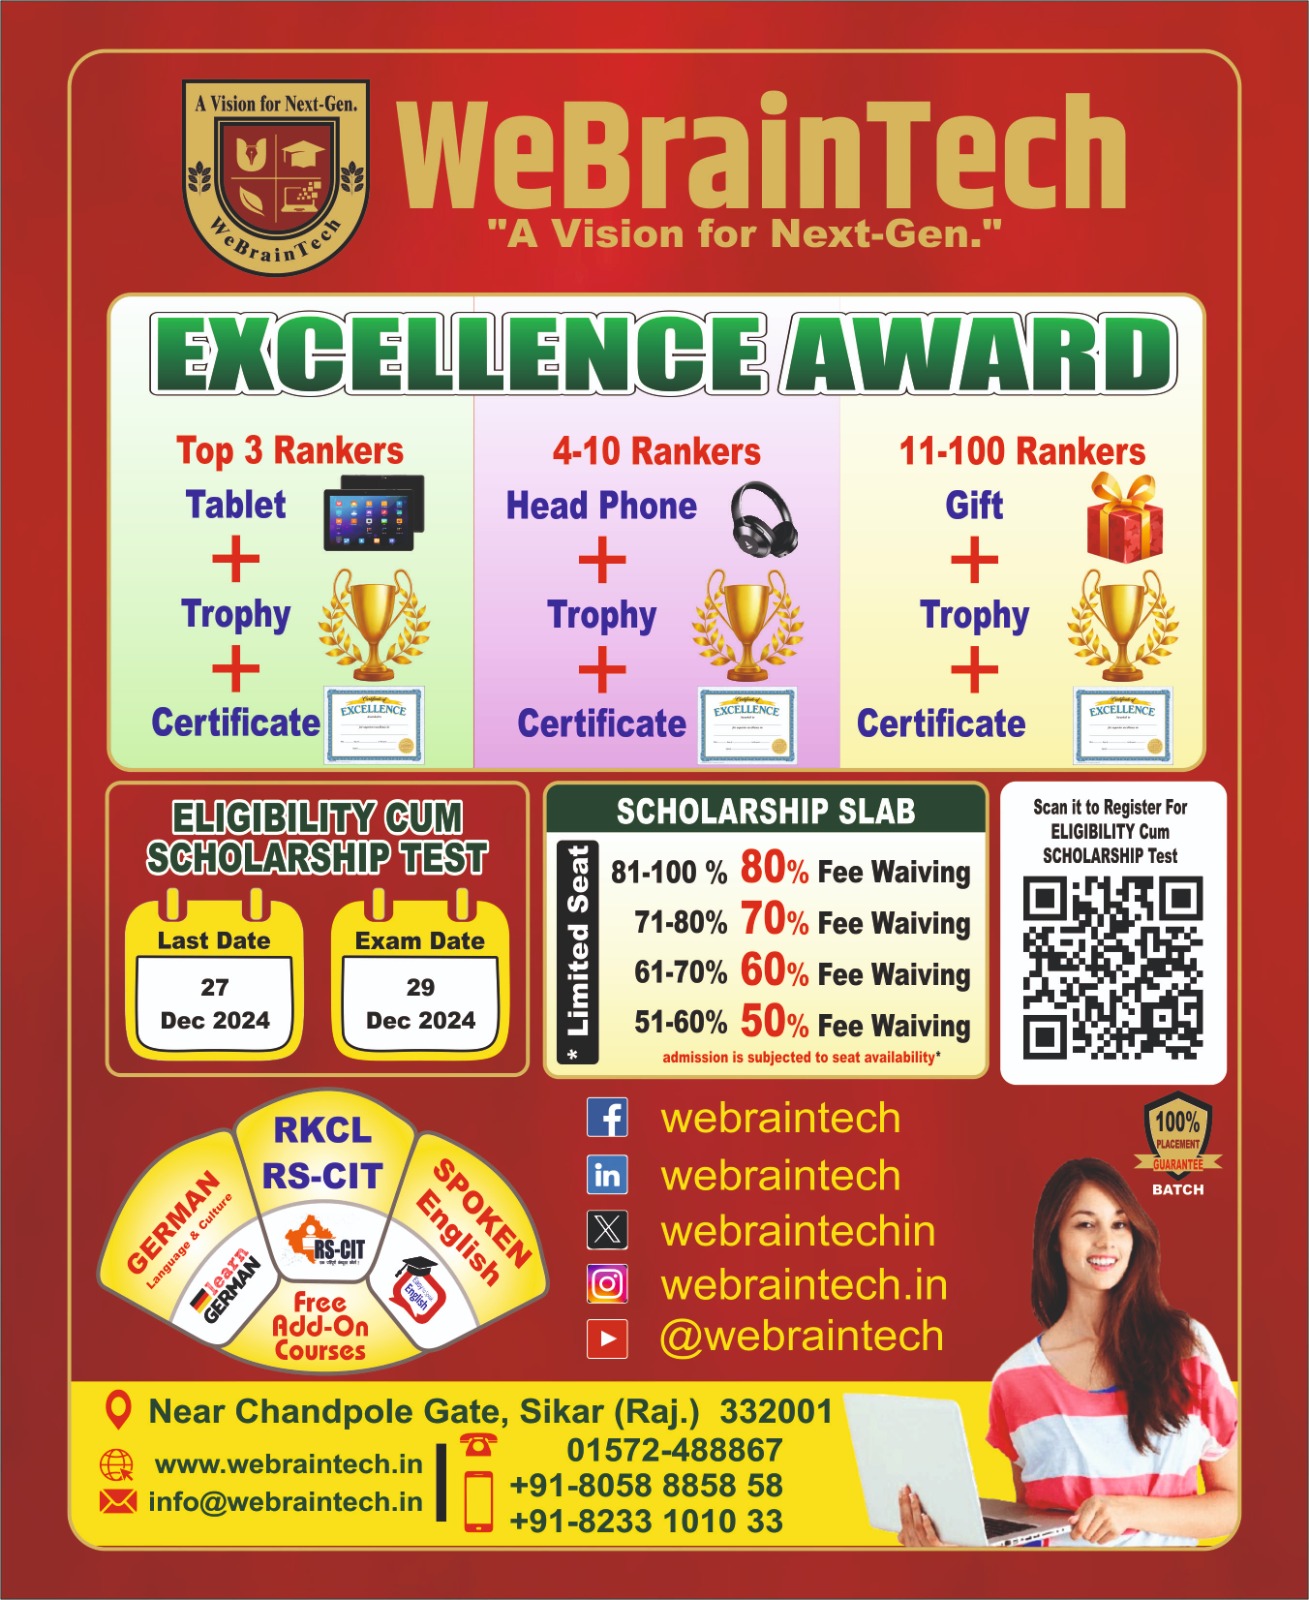 A Vision for Next-Gen.
WeBrainTech
WeBrainTech
"A Vision for Next-Gen."
EXCELLENCE AWARD
Top 3 Rankers
Tablet
+
Trophy
+
Certificate
EXCELLENCE
4-10 Rankers
Head Phone
+
Trophy
+
Certificate
EXCELLENCE
11-100 Rankers
Gift
+
Trophy
+
Certificate
EXCELLENCE
ELIGIBILITY CUM
SCHOLARSHIP TEST
Last Date
27
Dec 2024
Exam Date
29
Dec 2024
SCHOLARSHIP SLAB
* Limited Seat
81-100 % 80% Fee Waiving
71-80% 70% Fee Waiving
61-70% 60% Fee Waiving
51-60% 50% Fee Waiving
admission is subjected to seat availability*
Scan it to Register For
ELIGIBILITY Cum
SCHOLARSHIP Test
GERMAN
Language & Culture
learn
GERMAN
RKCL
RS-CIT
RS-CIT
SPOKEN
English
English
Free
Add-On
Courses
webraintech
webraintech
webraintechin
webraintech.in
@webraintech
100%
PLACEMENT
GUARANTEE
BATCH
Near Chandpole Gate, Sikar (Raj.) 332001
www.webraintech.in
info@webraintech.in
01572-488867
+91-8058 8858 58
+91-8233 1010 33